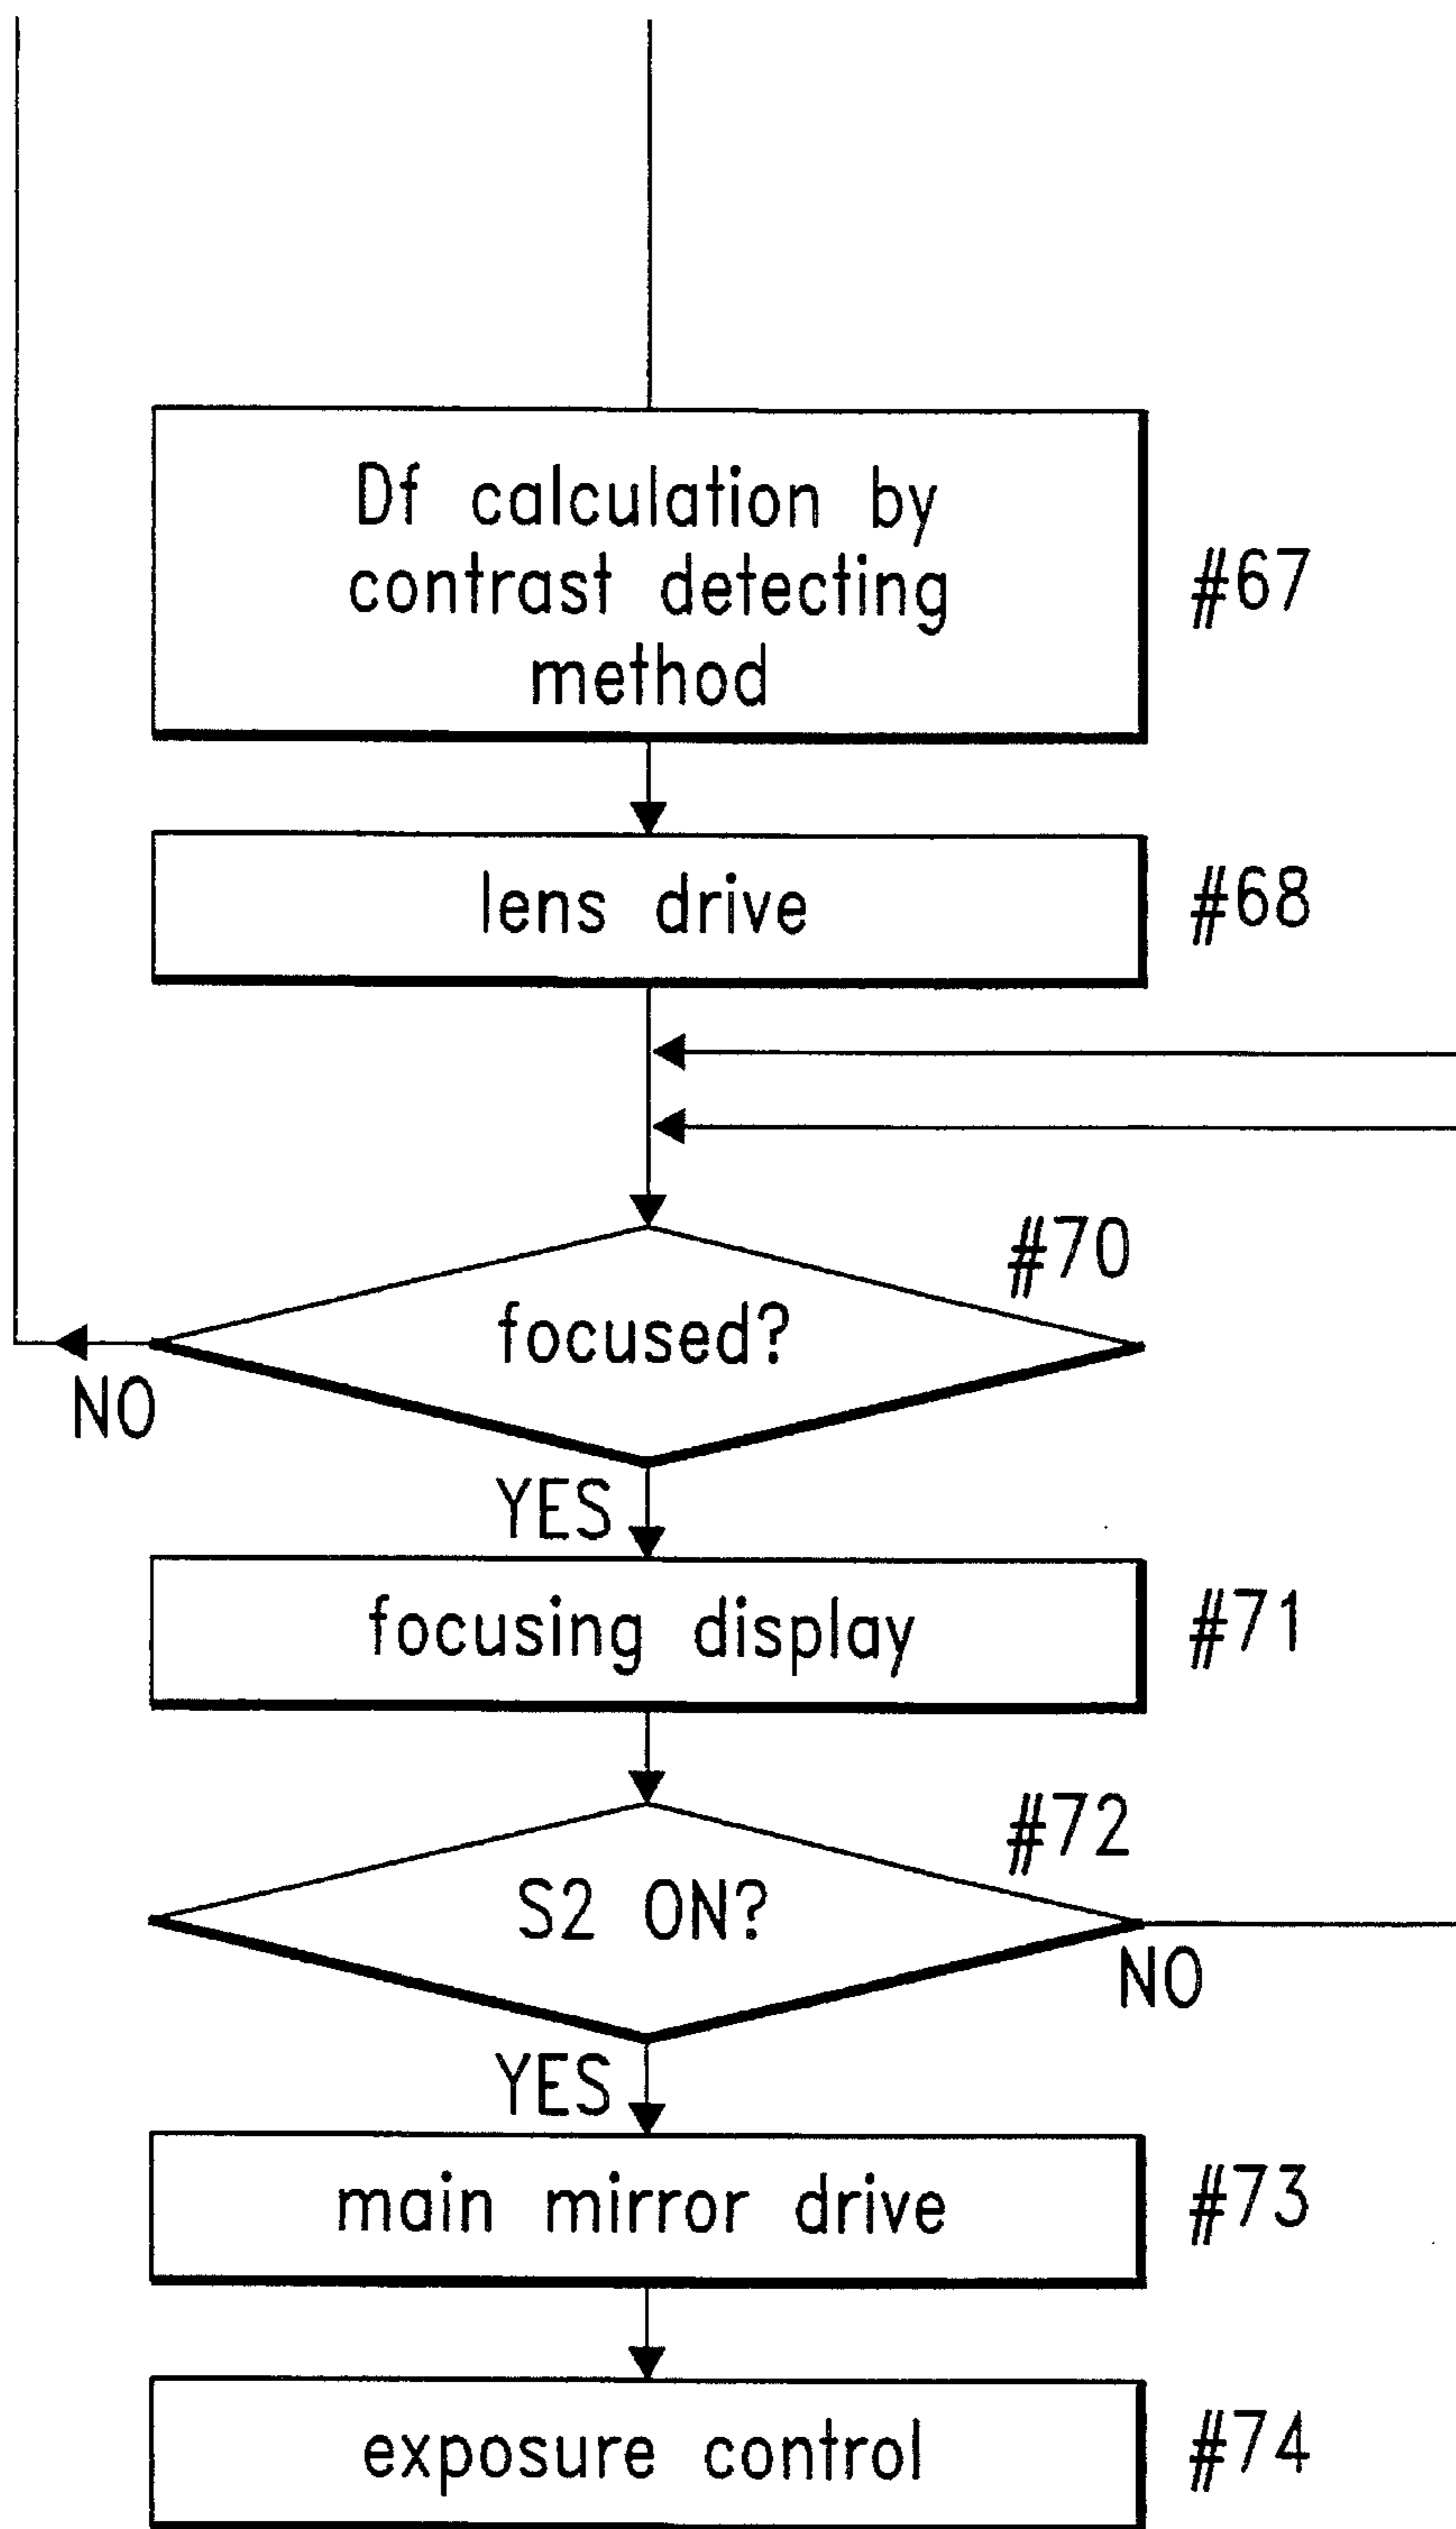 Df calculation by
contrast detecting
method
#67
lens drive
#68
#70
focused?
NO
YES
focusing display
#71
#72
S2 ON?
NO
YES
main mirror drive
#73
exposure control
#74